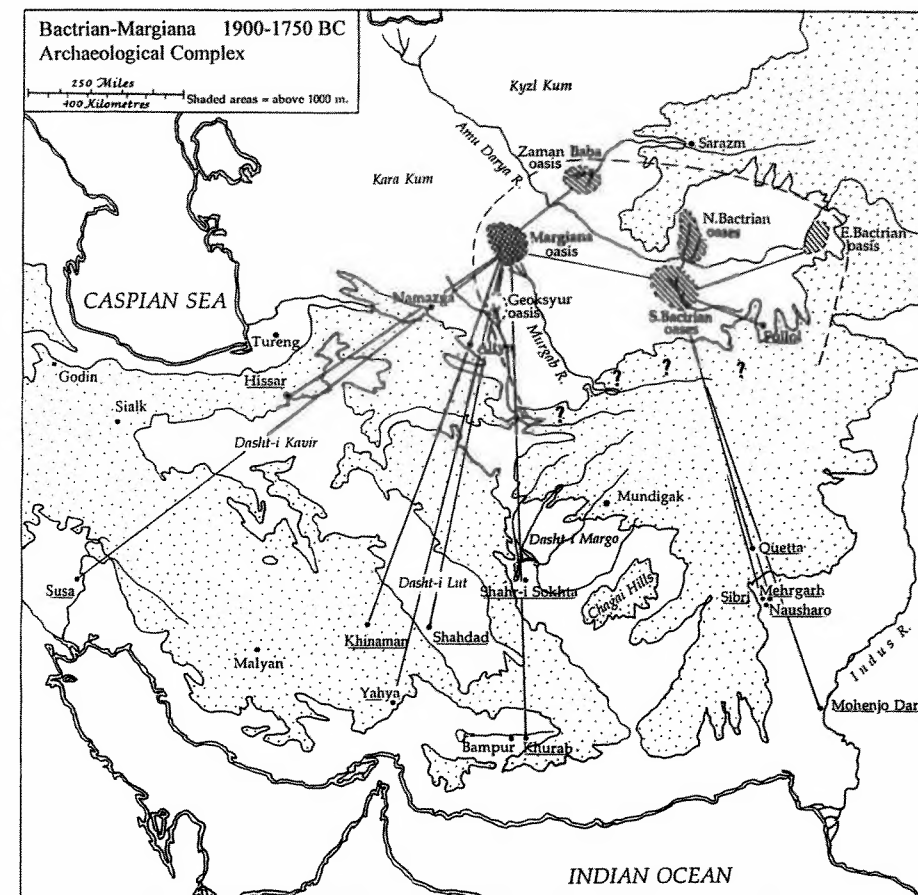 Bactrian-Margiana 1900-1750 BC
Archaeological Complex
250 Miles
400 Kilometres
Shaded areas = above 1000 m.
Kyzl Kum
Amu Darya R.
Sarazm
Zaman Baba
oasis
Kara Kum
N.Bactrian
oases
E.Bactrian
oasis
Margiana
oasis
CASPIAN SEA
Namazga
Geoksyur
oasis
S.Bactrian
oases
Tureng
Murgab R.
Godin
Hissar
?
?
?
?
Sialk
Dasht-i Kavir
Mundigak
Dasht-i Margo
Quetta
Susa
Dasht-i Lut
Shahr-i Sokhta
Chagai Hills
Sibri
Mehrgarh
Nausharo
Khinaman
Shahdad
Malyan
Indus R.
Yahya
Mohenjo Dar
Bampur
Khurab
INDIAN OCEAN